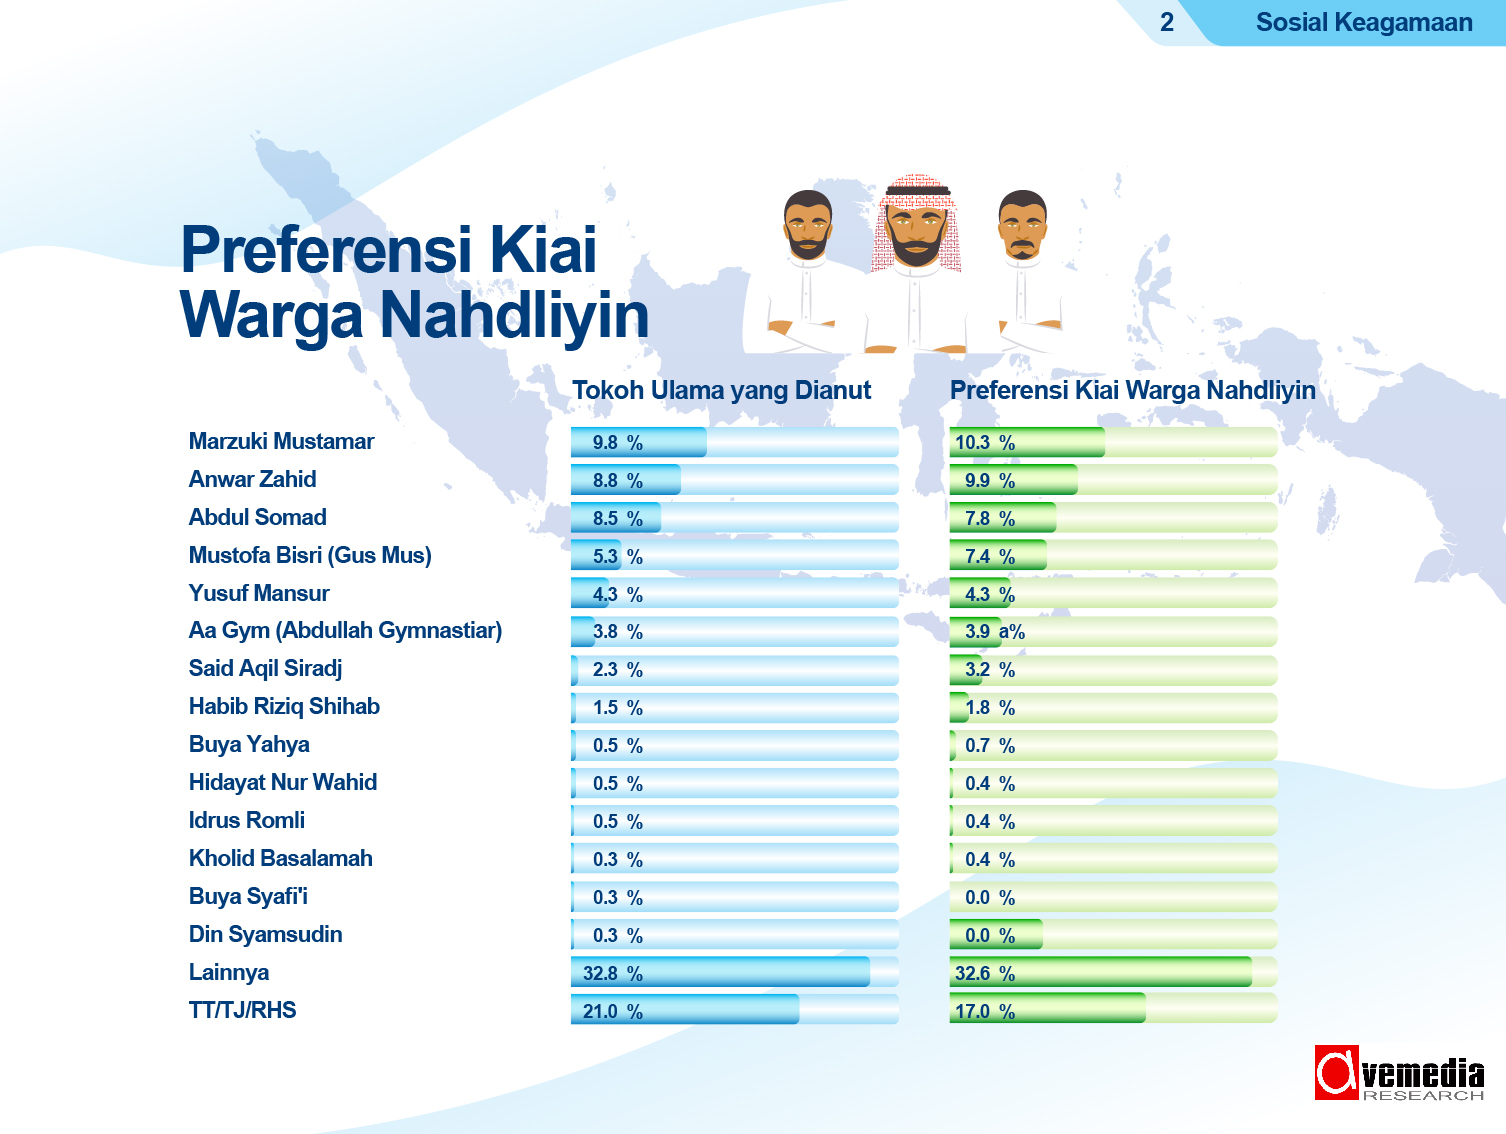 2 Sosial Keagamaan
Preferensi Kiai
Warga Nahdliyin
Tokoh Ulama yang Dianut Preferensi Kiai Warga Nahdliyin
Marzuki Mustamar 9.8 % 10.3 %
Anwar Zahid 8.8 % 9.9 %
Abdul Somad 8.5 % 7.8 %
Mustofa Bisri (Gus Mus) 5.3 % 7.4 %
Yusuf Mansur 4.3 % 4.3 %
Aa Gym (Abdullah Gymnastiar) 3.8 % 3.9 a%
Said Aqil Siradj 2.3 % 3.2 %
Habib Riziq Shihab 1.5 % 1.8 %
Buya Yahya 0.5 % 0.7 %
Hidayat Nur Wahid 0.5 % 0.4 %
Idrus Romli 0.5 % 0.4 %
Kholid Basalamah 0.3 % 0.4 %
Buya Syafi'i 0.3 % 0.0 %
Din Syamsudin 0.3 % 0.0 %
Lainnya 32.8 % 32.6 %
TT/TJ/RHS 21.0 % 17.0 %
avemedia
RESEARCH